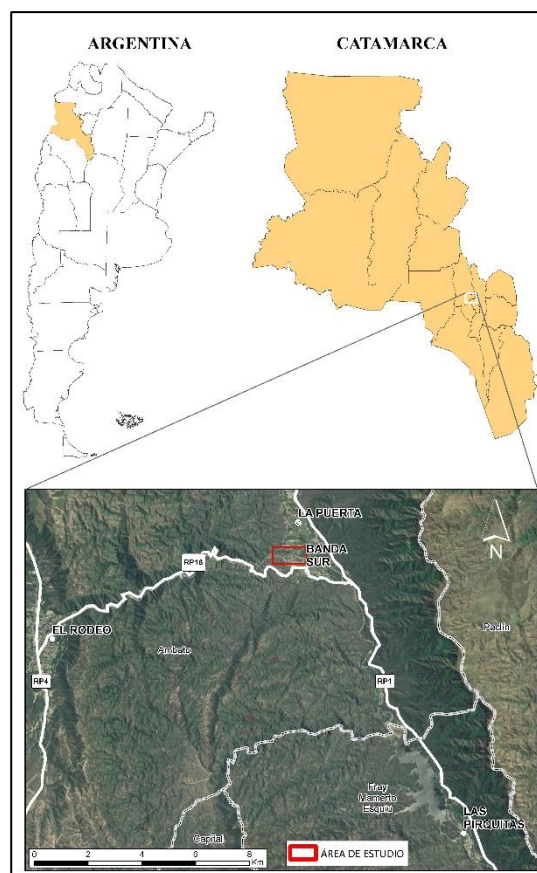 ARGENTINA
CATAMARCA
LA PUERTA
BANDA
SUR
N
RP16
EL RODEO
Ambato
Paclín
RP4
RP1
Fray
Mamerto
Esquiú
LAS
PIRQUITAS
Capital
0 2 4 6 8
Km
ÁREA DE ESTUDIO